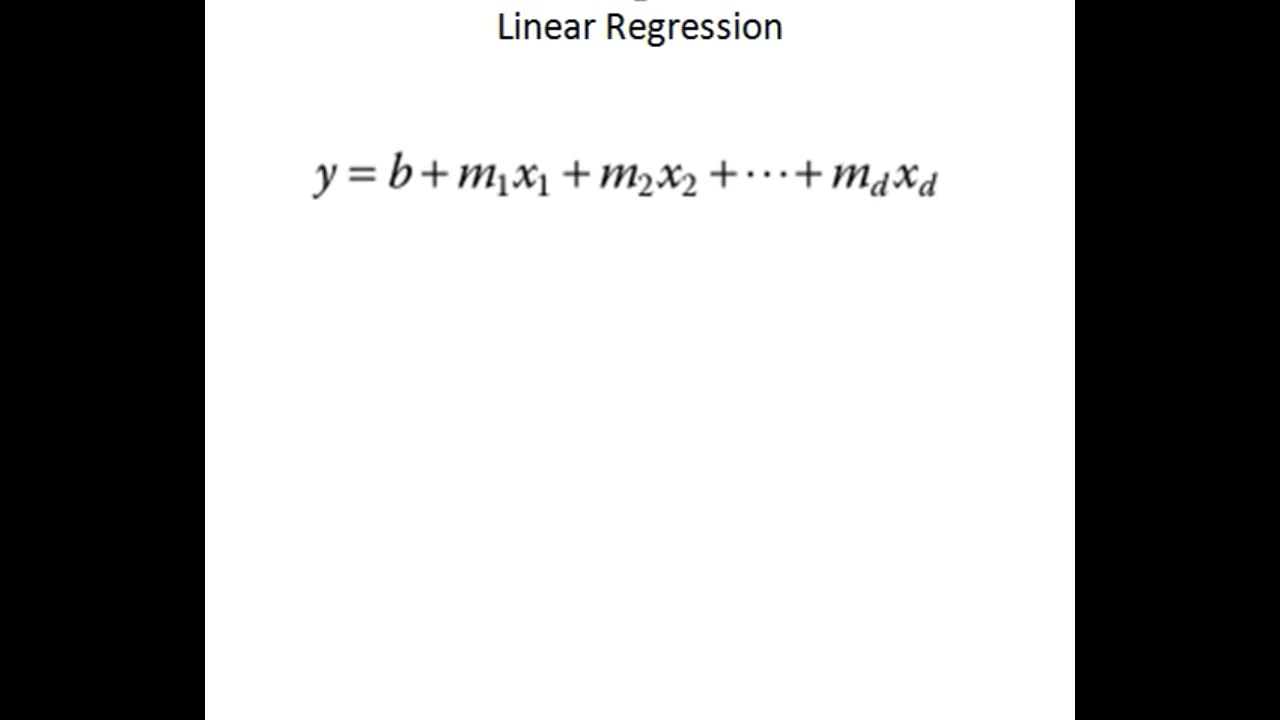 Linear Regression
y = b + m₁x₁ + m₂x₂ + ⋯ + m_d x_d